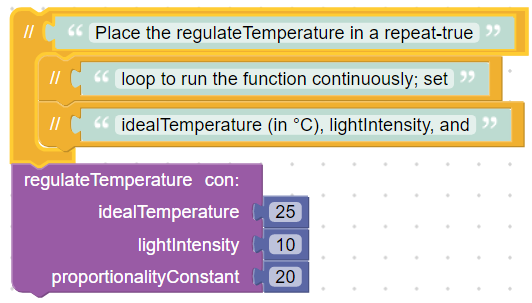 // “ Place the regulateTemperature in a repeat-true ”
// “ loop to run the function continuously; set ”
// “ idealTemperature (in °C), lightIntensity, and ”
regulateTemperature con:
idealTemperature 25
lightIntensity 10
proportionalityConstant 20